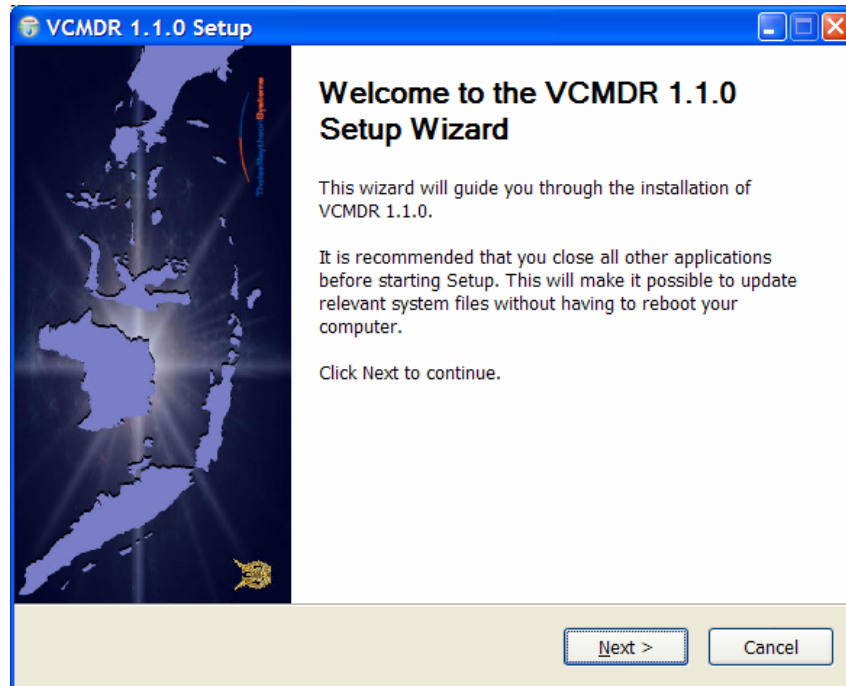 VCMDR 1.1.0 Setup
ThalesRaytheonSystems
Welcome to the VCMDR 1.1.0
Setup Wizard
This wizard will guide you through the installation of
VCMDR 1.1.0.
It is recommended that you close all other applications
before starting Setup. This will make it possible to update
relevant system files without having to reboot your
computer.
Click Next to continue.
Next >
Cancel